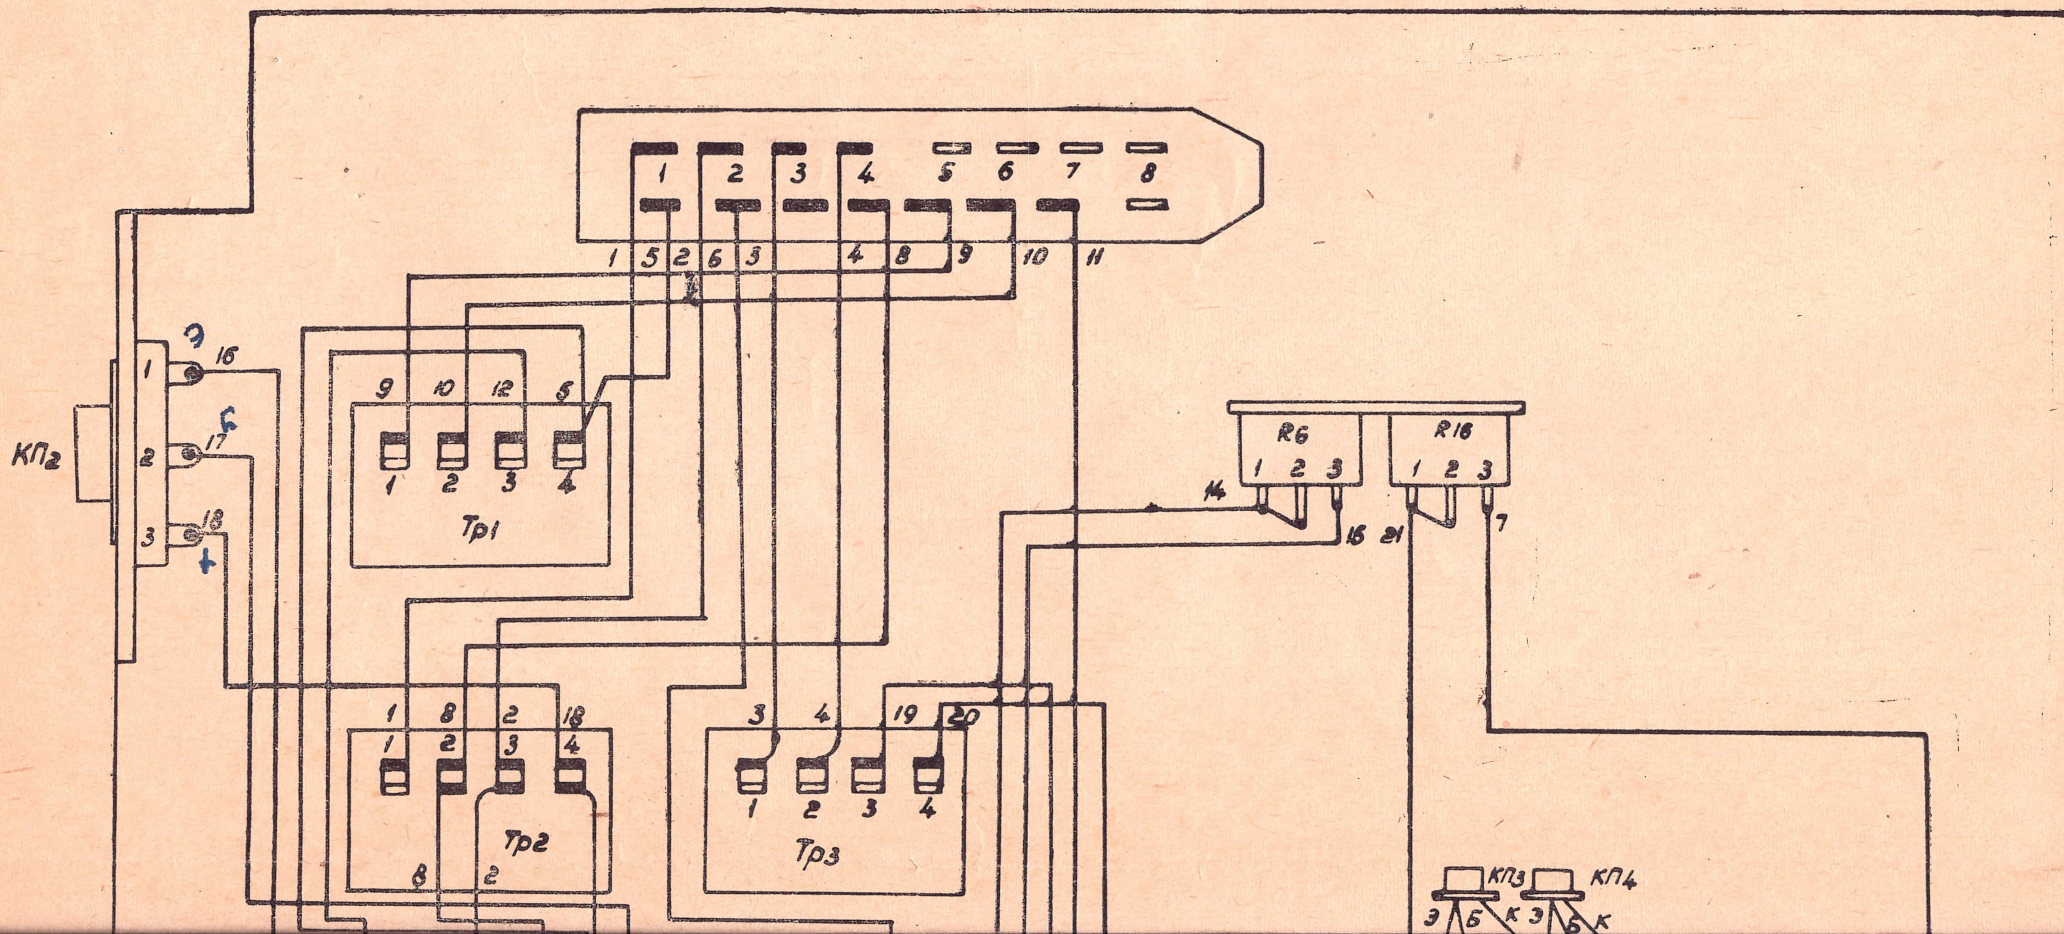 1 2 3 4 5 6 7 8
1 5 2 6 3 4 8 9 10 11
Э
1 16
9 10 12 5
R6 R18
Б
КП2 2 17
1 2 3 1 2 3
1 2 3 4
14
3 18
Тр1
16 21 7
+
1 8 2 18
3 4 19 20
1 2 3 4
1 2 3 4
Тр2
Тр3
8 2
КП3 КП4
Э Б К Э Б К